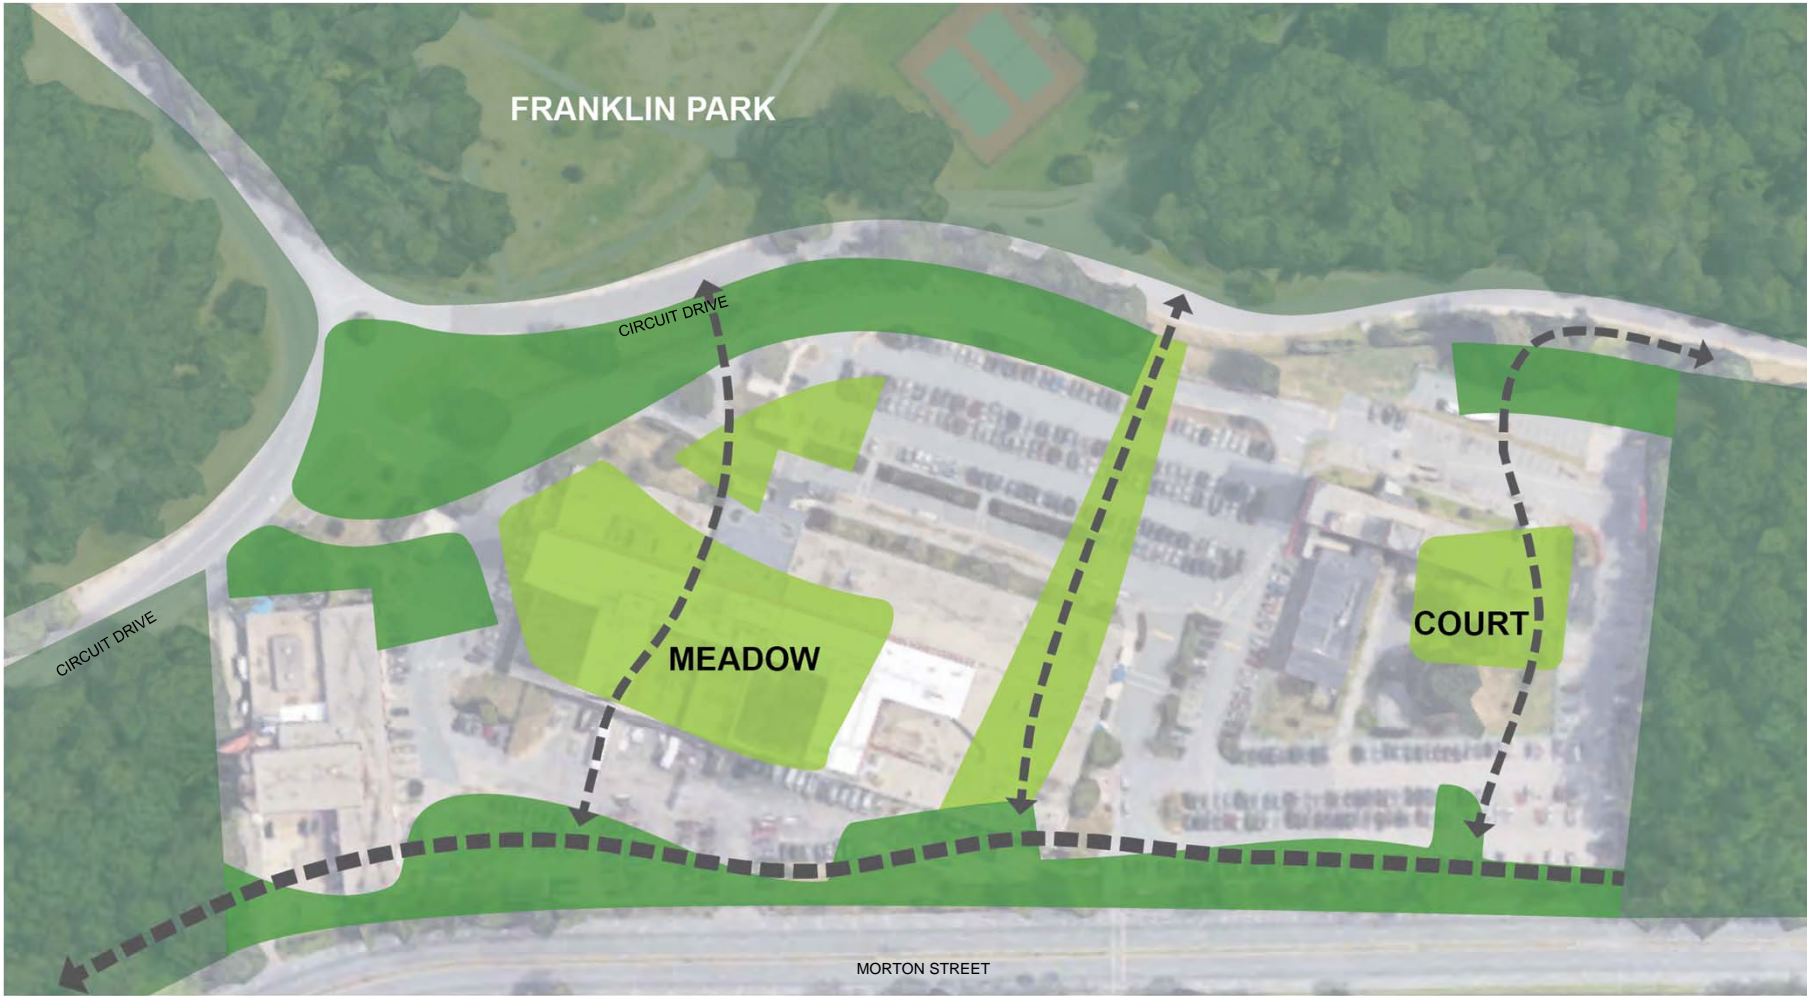 FRANKLIN PARK
CIRCUIT DRIVE
CIRCUIT DRIVE
COURT
MEADOW
MORTON STREET